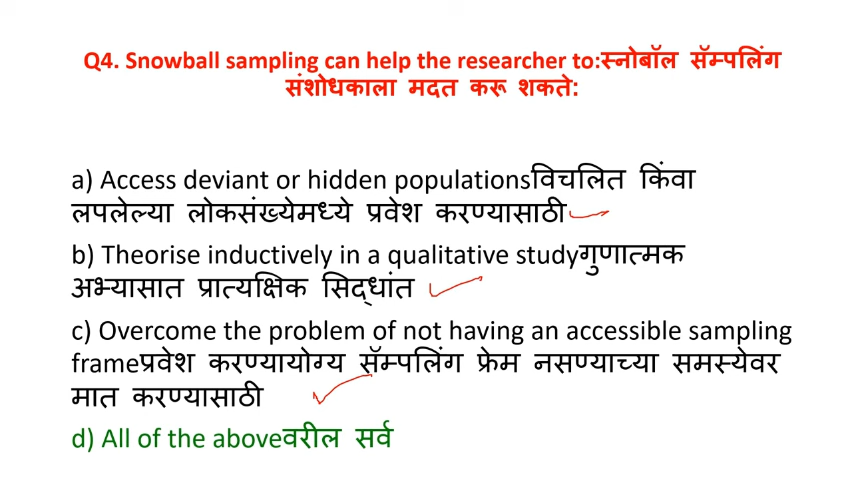 Q4. Snowball sampling can help the researcher to:स्नोबॉल सॅम्पलिंग
संशोधकाला मदत करू शकते:
a) Access deviant or hidden populationsविचलित किंवा
लपलेल्या लोकसंख्येमध्ये प्रवेश करण्यासाठी
b) Theorise inductively in a qualitative studyगुणात्मक
अभ्यासात प्रात्यक्षिक सिद्धांत
c) Overcome the problem of not having an accessible sampling
frameप्रवेश करण्यायोग्य सॅम्पलिंग फ्रेम नसण्याच्या समस्येवर
मात करण्यासाठी
d) All of the aboveवरील सर्व